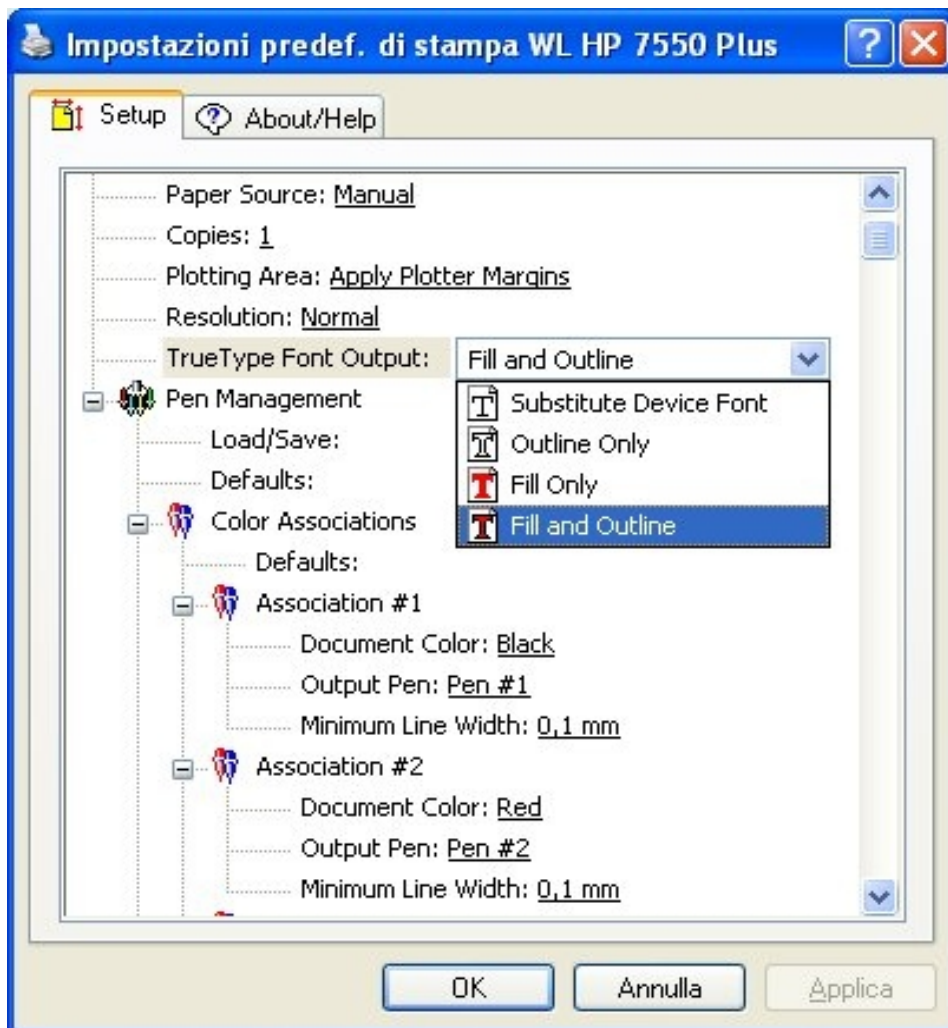 Impostazioni predef. di stampa WL HP 7550 Plus
Setup
About/Help
Paper Source: Manual
Copies: 1
Plotting Area: Apply Plotter Margins
Resolution: Normal
TrueType Font Output: Fill and Outline
Substitute Device Font
Outline Only
Fill Only
Fill and Outline
Pen Management
Load/Save:
Defaults:
Color Associations
Defaults:
Association #1
Document Color: Black
Output Pen: Pen #1
Minimum Line Width: 0,1 mm
Association #2
Document Color: Red
Output Pen: Pen #2
Minimum Line Width: 0,1 mm
OK
Annulla
Applica